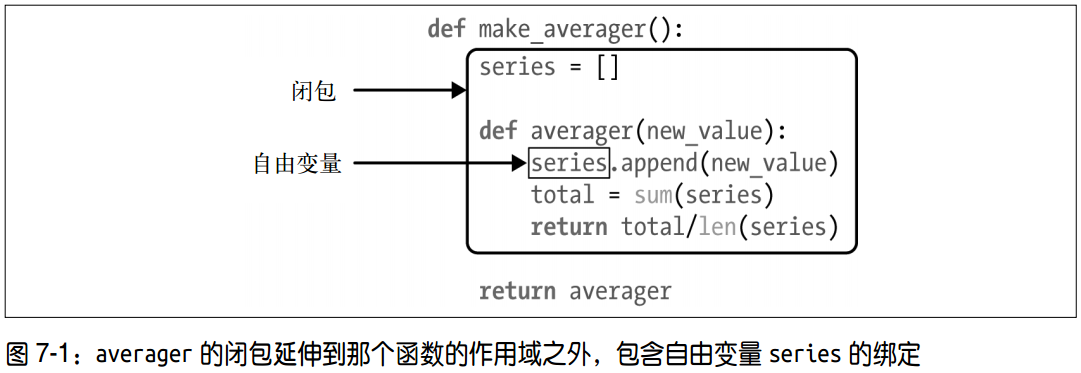 def make_averager():
series = []
闭包
def averager(new_value):
自由变量
series.append(new_value)
total = sum(series)
return total/len(series)
return averager
图 7-1：averager 的闭包延伸到那个函数的作用域之外，包含自由变量 series 的绑定